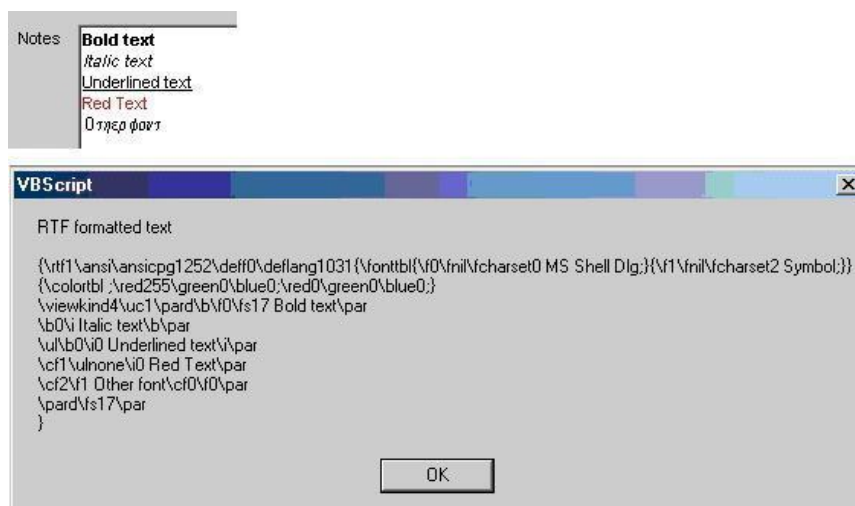 Notes
Bold text
Italic text
Underlined text
Red Text
Οτηερ φοντ
VBScript
RTF formatted text
{\rtf1\ansi\ansicpg1252\deff0\deflang1031{\fonttbl{\f0\fnil\fcharset0 MS Shell Dlg;}{\f1\fnil\fcharset2 Symbol;}}
{\colortbl ;\red255\green0\blue0;\red0\green0\blue0;}
\viewkind4\uc1\pard\b\f0\fs17 Bold text\par
\b0\i Italic text\b\par
\ul\b0\i0 Underlined text\i\par
\cf1\ulnone\i0 Red Text\par
\cf2\f1 Other font\cf0\f0\par
\pard\fs17\par
}
OK